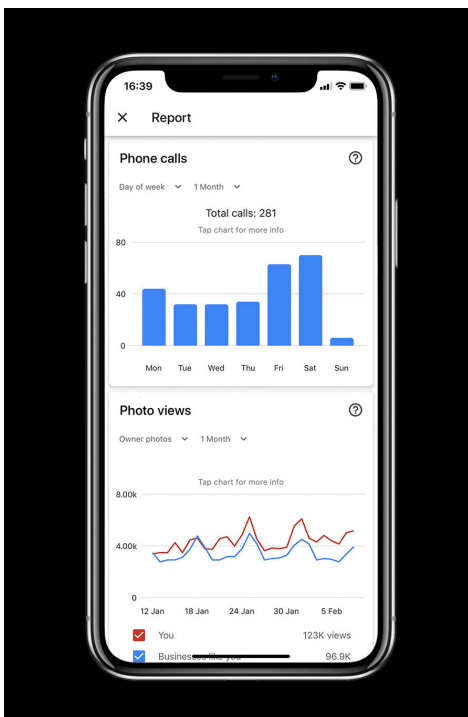 16:39
Report
Phone calls
Day of week 1 Month
Total calls: 281
Tap chart for more info
80
40
0
Mon Tue Wed Thu Fri Sat Sun
Photo views
Owner photos 1 Month
Tap chart for more info
8.00k
4.00k
0
12 Jan 18 Jan 24 Jan 30 Jan 5 Feb
You 123K views
Businesses like you 96.9K